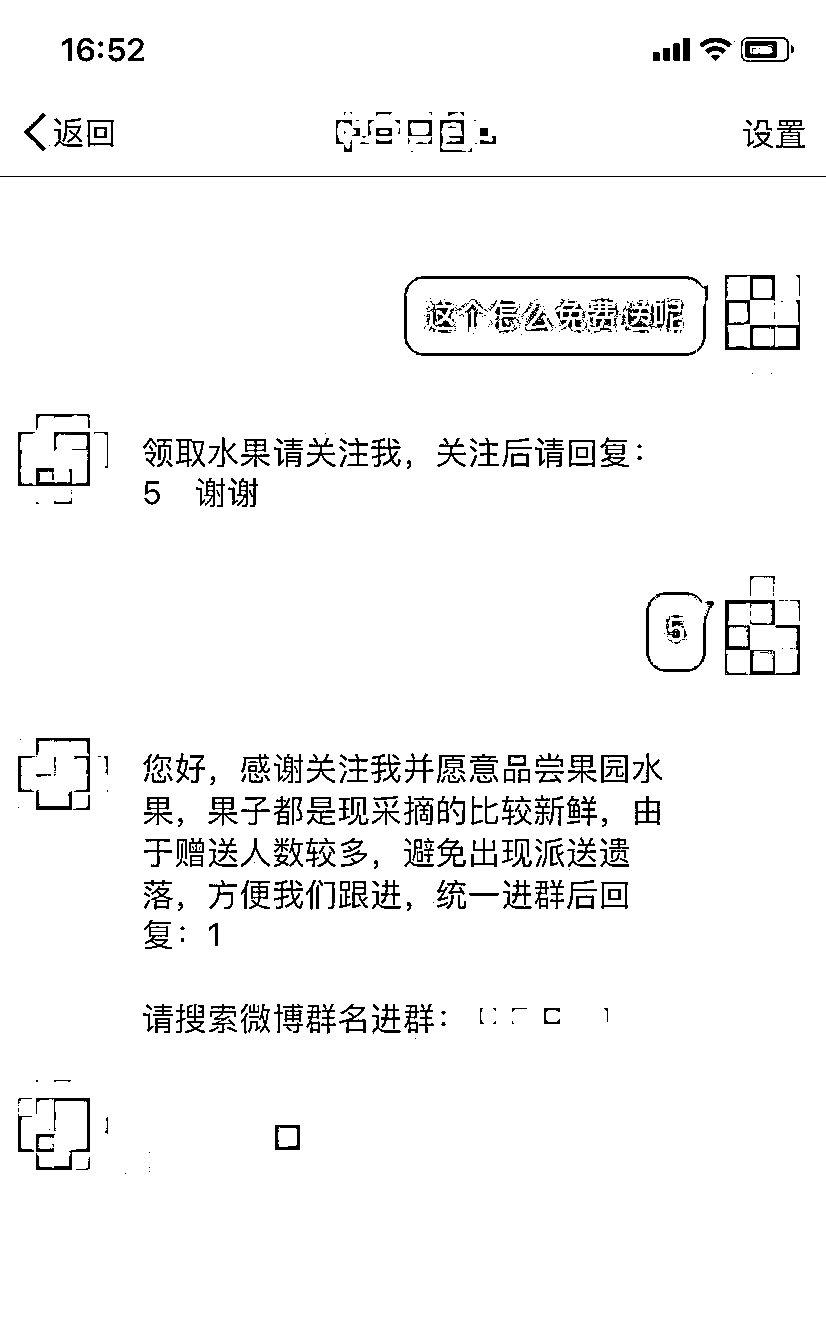 16:52
返回
设置
这个怎么免费送呢
领取水果请关注我，关注后请回复：
5 谢谢
5
您好，感谢关注我并愿意品尝果园水
果，果子都是现采摘的比较新鲜，由
于赠送人数较多，避免出现派送遗
落，方便我们跟进，统一进群后回
复：1
请搜索微博群名进群：